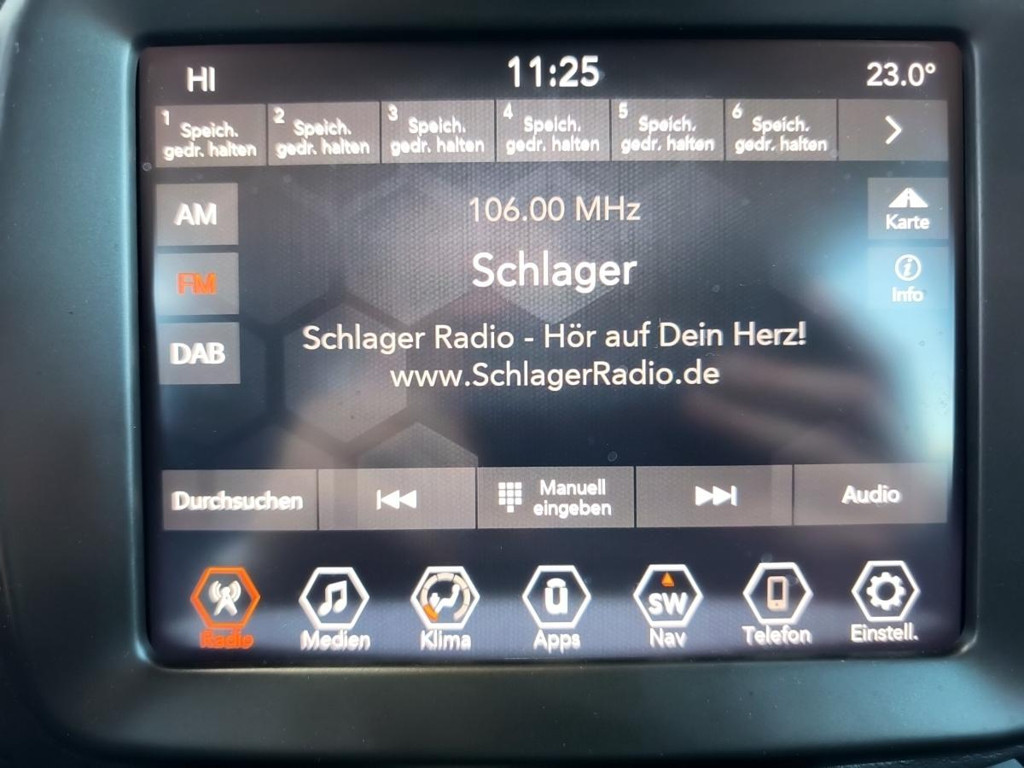 HI 11:25 23.0°
1 Speich. gedr. halten
2 Speich. gedr. halten
3 Speich. gedr. halten
4 Speich. gedr. halten
5 Speich. gedr. halten
6 Speich. gedr. halten
AM
FM
DAB
106.00 MHz
Schlager
Schlager Radio - Hör auf Dein Herz!
www.SchlagerRadio.de
Karte
Info
Durchsuchen
Manuell
eingeben
Audio
SW
Radio Medien Klima Apps Nav Telefon Einstell.